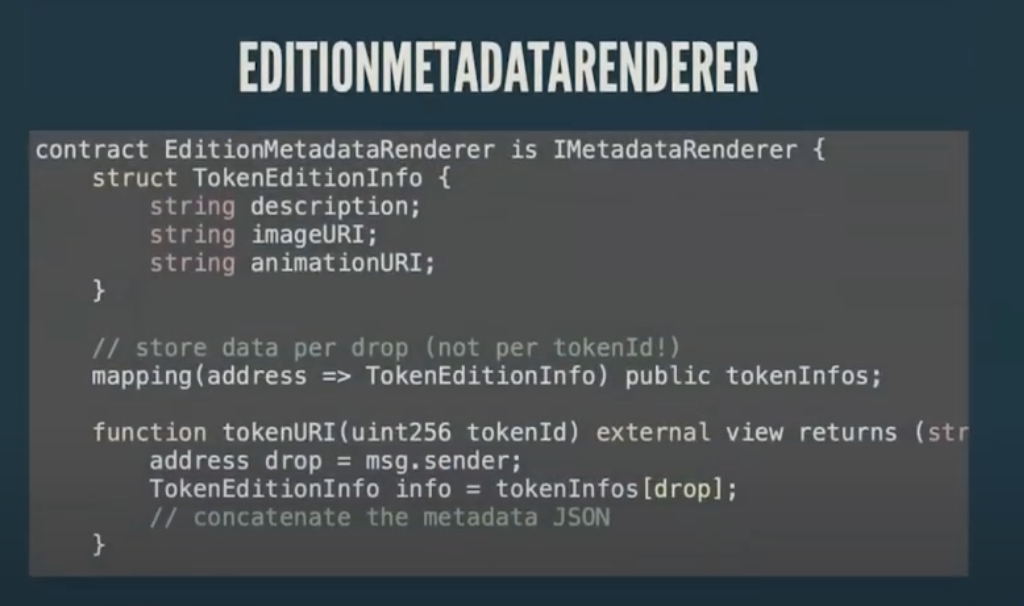 EDITIONMETADATARENDERER
contract EditionMetadataRenderer is IMetadataRenderer {
    struct TokenEditionInfo {
        string description;
        string imageURI;
        string animationURI;
    }
    // store data per drop (not per tokenId!)
    mapping(address => TokenEditionInfo) public tokenInfos;
    function tokenURI(uint256 tokenId) external view returns (str
        address drop = msg.sender;
        TokenEditionInfo info = tokenInfos[drop];
        // concatenate the metadata JSON
    }